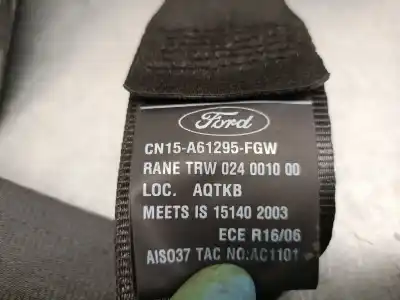 Ford
CN15-A61295-FGW
RANE TRW 024 0010 00
LOC. AQTKB
MEETS IS 15140 2003
ECE R16/06
AIS037 TAC NO:AC1101